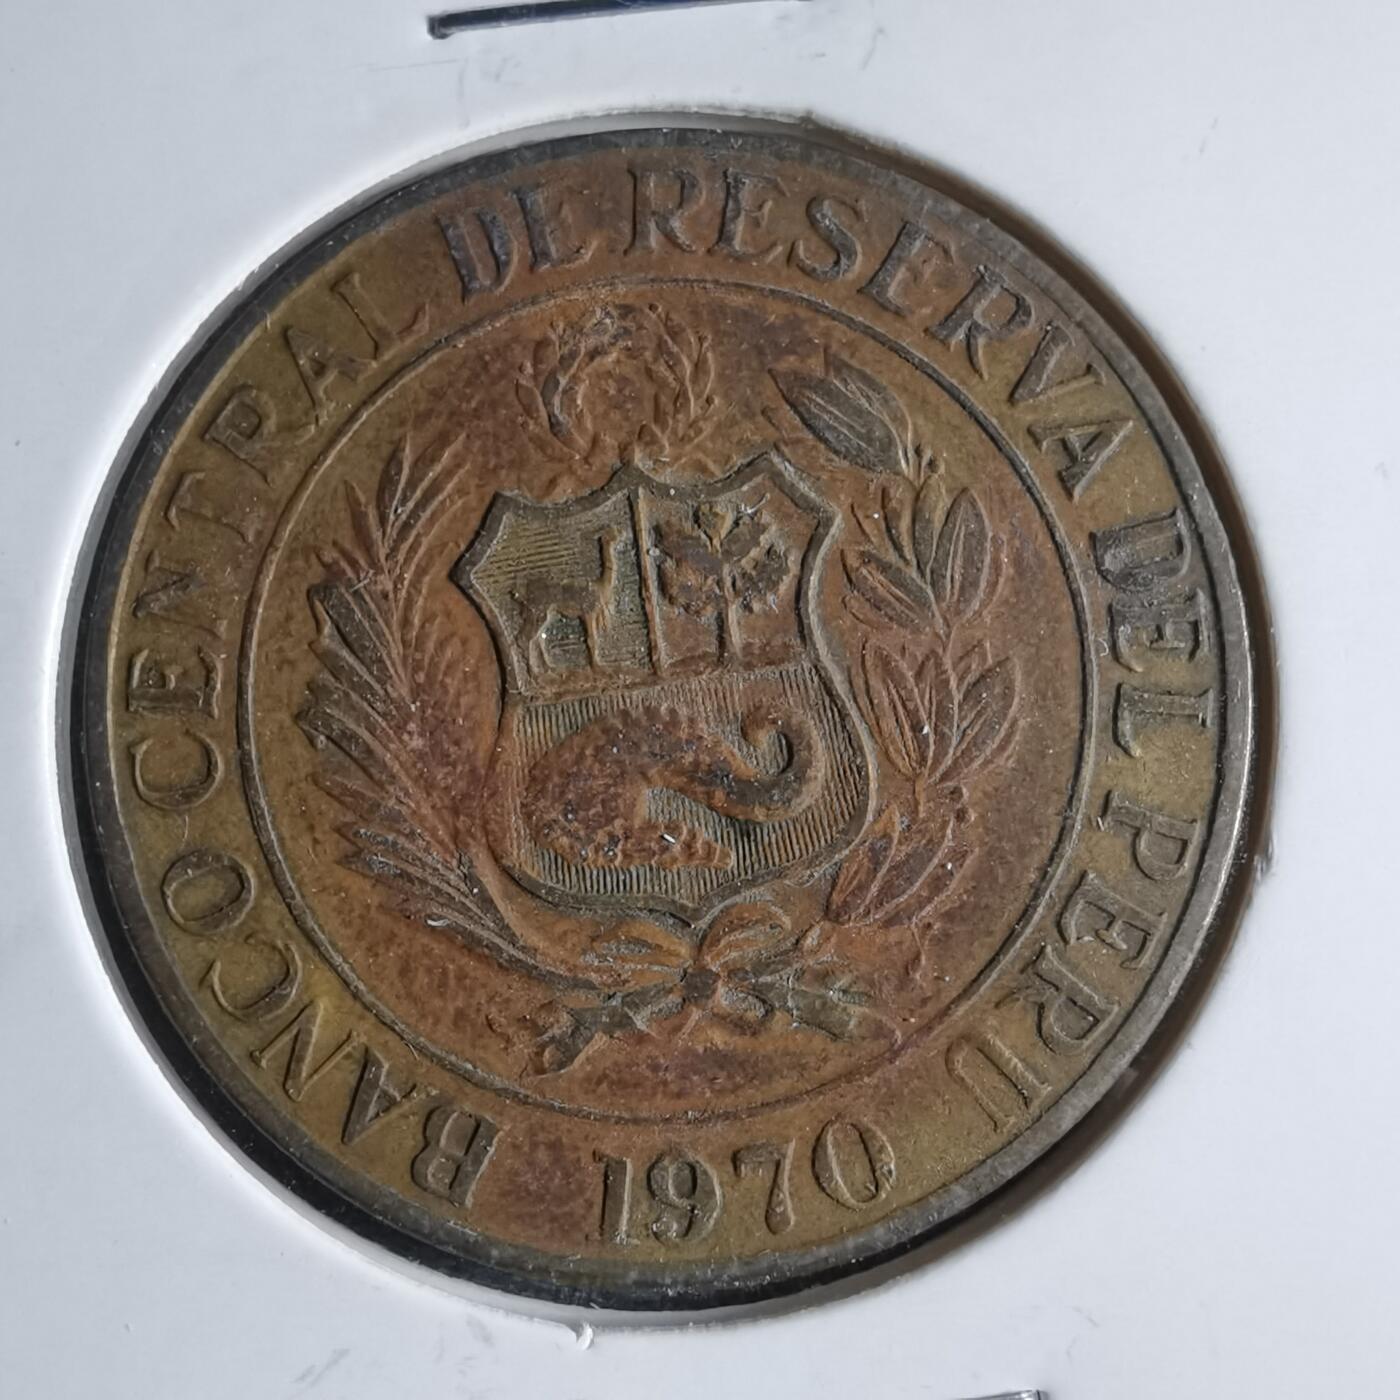 BANCO CENTRAL DE RESERVA DEL PERU
1970